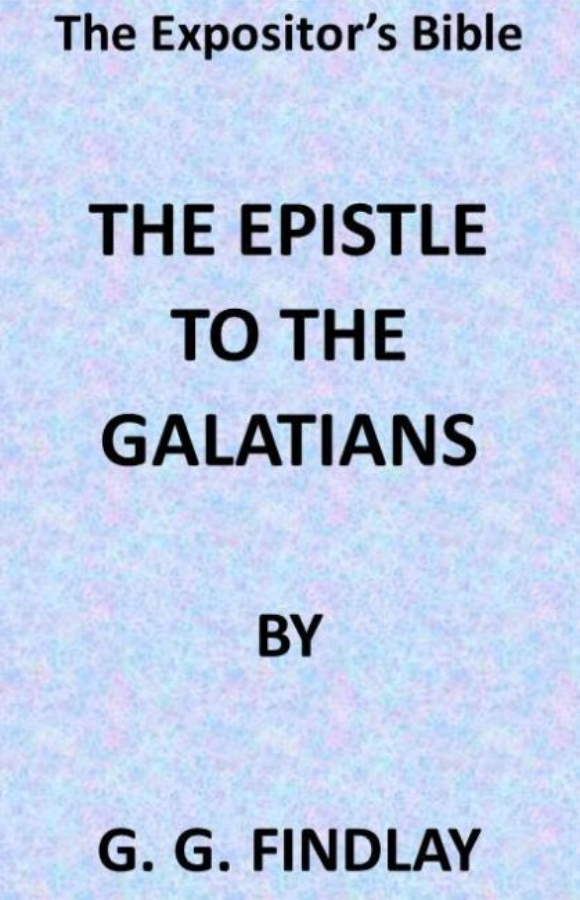 The Expositor’s Bible
THE EPISTLE
TO THE
GALATIANS
BY
G. G. FINDLAY